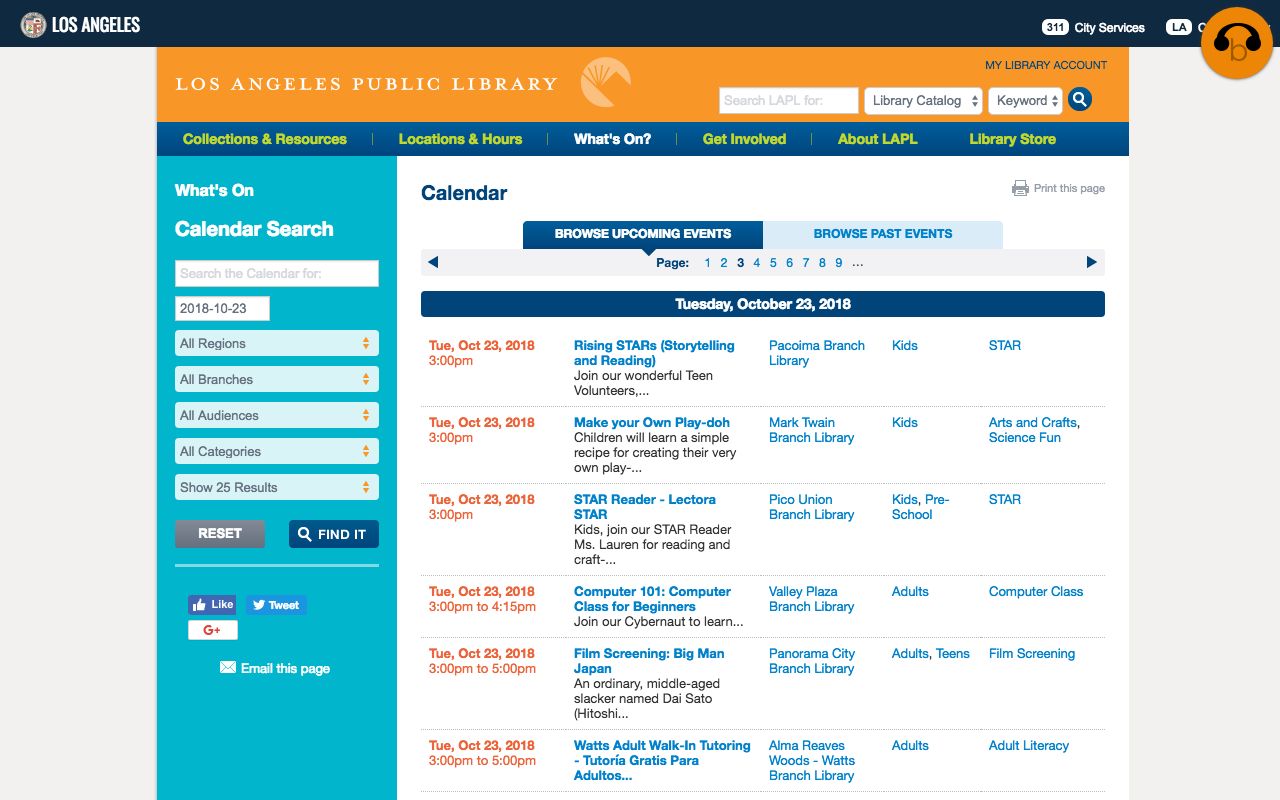 LOS ANGELES
311 City Services
LA
b
MY LIBRARY ACCOUNT
LOS ANGELES PUBLIC LIBRARY
Search LAPL for:
Library Catalog
Keyword
Collections & Resources
Locations & Hours
What's On?
Get Involved
About LAPL
Library Store
What's On
Calendar Search
Search the Calendar for:
2018-10-23
All Regions
All Branches
All Audiences
All Categories
Show 25 Results
RESET
FIND IT
Like
Tweet
G+
Email this page
Calendar
Print this page
BROWSE UPCOMING EVENTS
BROWSE PAST EVENTS
Page: 1 2 3 4 5 6 7 8 9 ...
Tuesday, October 23, 2018
Tue, Oct 23, 2018
3:00pm
Rising STARs (Storytelling
and Reading)
Join our wonderful Teen
Volunteers,...
Pacoima Branch
Library
Kids
STAR
Tue, Oct 23, 2018
3:00pm
Make your Own Play-doh
Children will learn a simple
recipe for creating their very
own play-...
Mark Twain
Branch Library
Kids
Arts and Crafts,
Science Fun
Tue, Oct 23, 2018
3:00pm
STAR Reader - Lectora
STAR
Kids, join our STAR Reader
Ms. Lauren for reading and
craft-...
Pico Union
Branch Library
Kids, Pre-
School
STAR
Tue, Oct 23, 2018
3:00pm to 4:15pm
Computer 101: Computer
Class for Beginners
Join our Cybernaut to learn...
Valley Plaza
Branch Library
Adults
Computer Class
Tue, Oct 23, 2018
3:00pm to 5:00pm
Film Screening: Big Man
Japan
An ordinary, middle-aged
slacker named Dai Sato
(Hitoshi...
Panorama City
Branch Library
Adults, Teens
Film Screening
Tue, Oct 23, 2018
3:00pm to 5:00pm
Watts Adult Walk-In Tutoring
- Tutoría Gratis Para
Adultos...
Alma Reaves
Woods - Watts
Branch Library
Adults
Adult Literacy